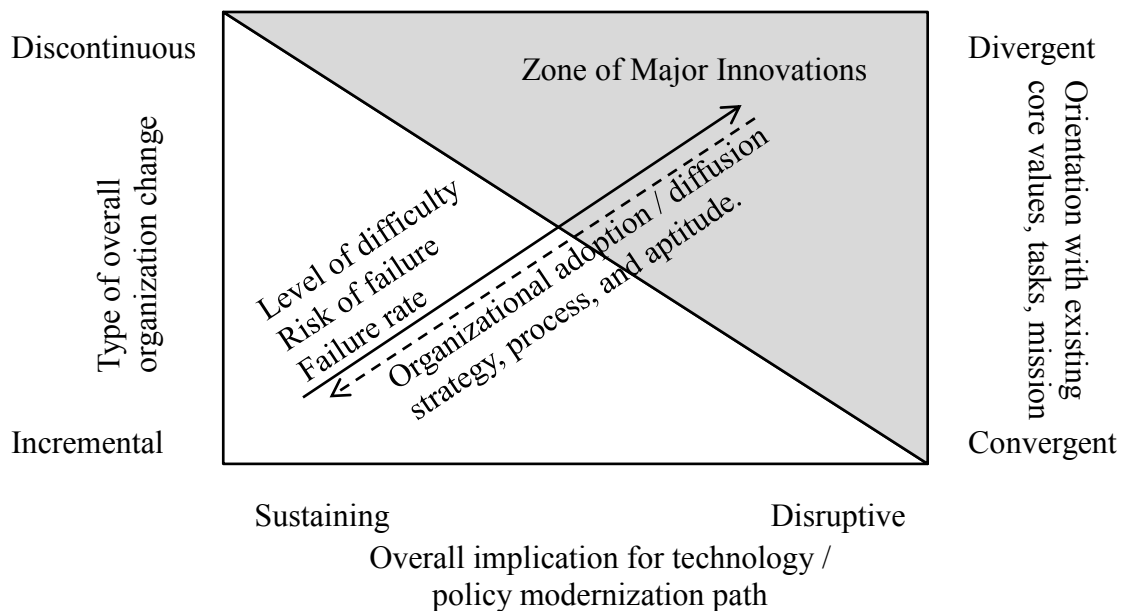 Discontinuous
Divergent
Zone of Major Innovations
Type of overall
organization change
Orientation with existing
core values, tasks, mission
Level of difficulty
Risk of failure
Failure rate
Organizational adoption / diffusion
strategy, process, and aptitude.
Incremental
Convergent
Sustaining
Disruptive
Overall implication for technology /
policy modernization path